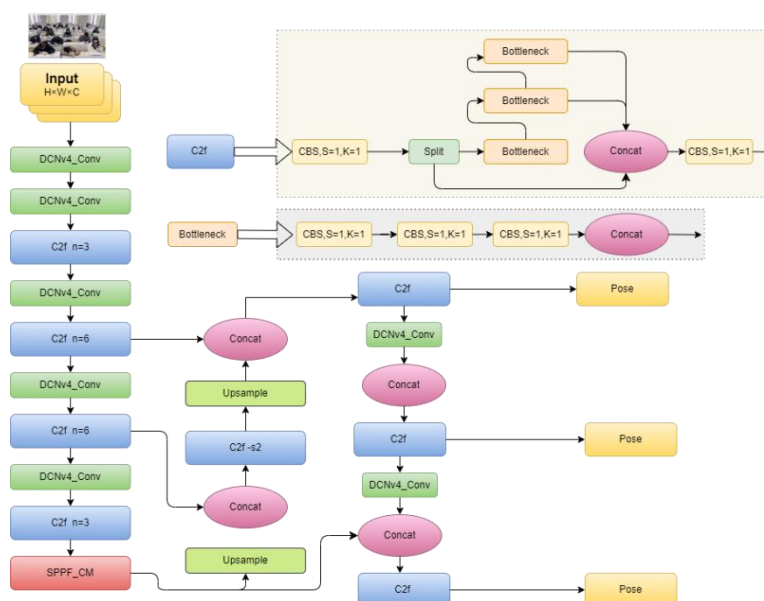 Input
H×W×C
DCNv4_Conv
DCNv4_Conv
C2f n=3
DCNv4_Conv
C2f n=6
DCNv4_Conv
C2f n=6
DCNv4_Conv
C2f n=3
SPPF_CM
C2f
CBS,S=1,K=1
Split
Bottleneck
Bottleneck
Bottleneck
Concat
CBS,S=1,K=1
Bottleneck
CBS,S=1,K=1
CBS,S=1,K=1
CBS,S=1,K=1
Concat
Concat
Upsample
C2f -s2
Concat
Upsample
C2f
Pose
DCNv4_Conv
Concat
C2f
Pose
DCNv4_Conv
Concat
C2f
Pose